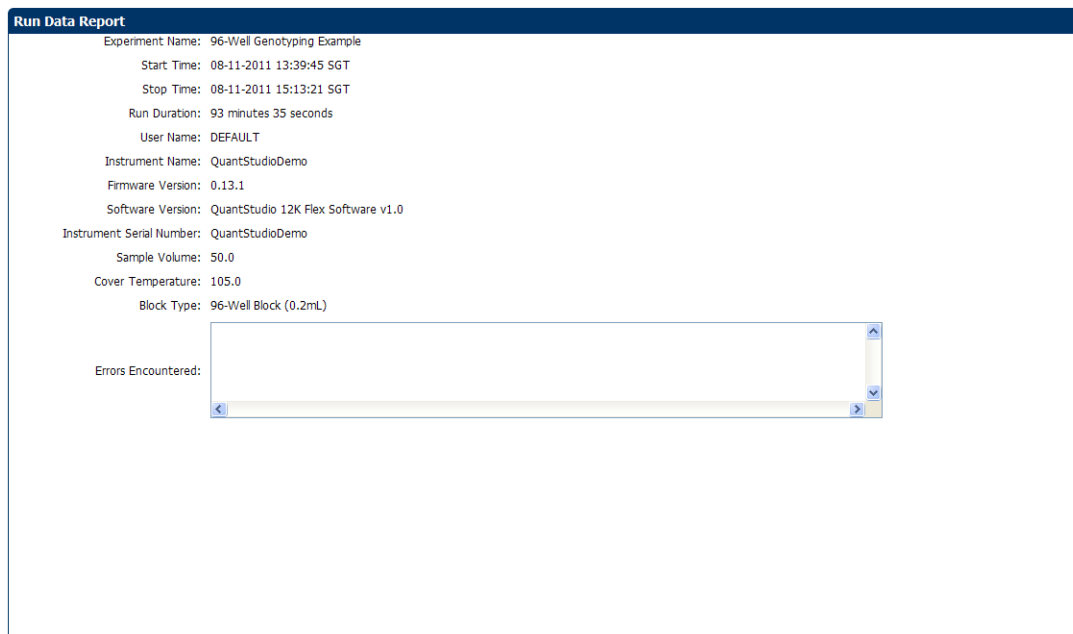 Run Data Report
Experiment Name: 96-Well Genotyping Example
Start Time: 08-11-2011 13:39:45 SGT
Stop Time: 08-11-2011 15:13:21 SGT
Run Duration: 93 minutes 35 seconds
User Name: DEFAULT
Instrument Name: QuantStudioDemo
Firmware Version: 0.13.1
Software Version: QuantStudio 12K Flex Software v1.0
Instrument Serial Number: QuantStudioDemo
Sample Volume: 50.0
Cover Temperature: 105.0
Block Type: 96-Well Block (0.2mL)
Errors Encountered: